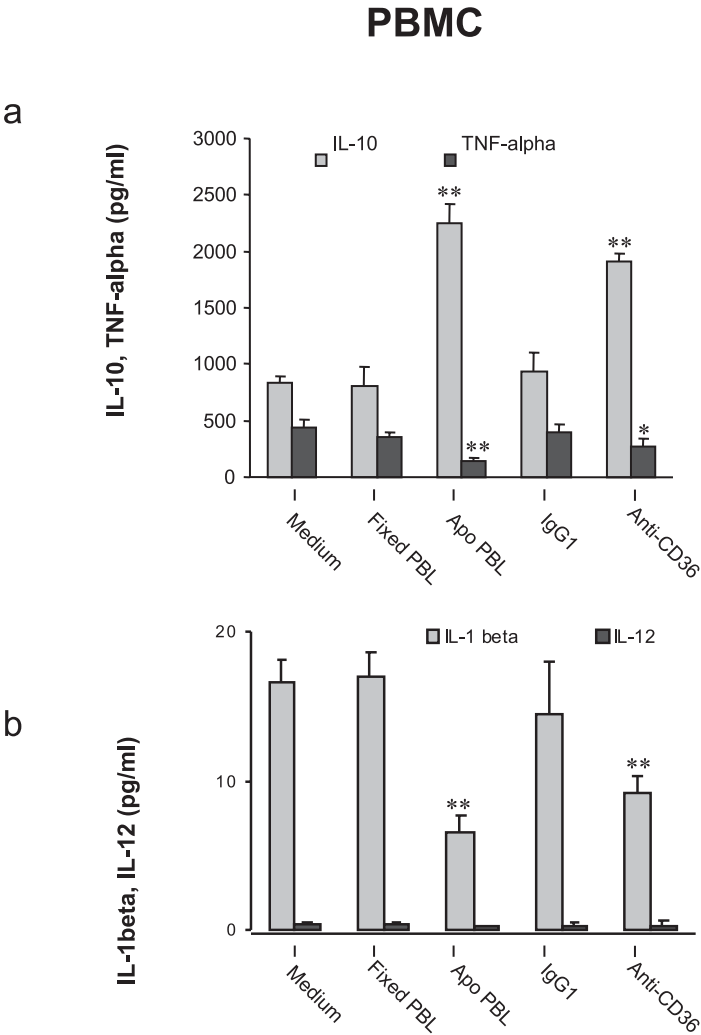 PBMC
a
IL-10, TNF-alpha (pg/ml)
IL-10 TNF-alpha
3000
2500
2000
1500
1000
500
0
**
**
**
*
Medium Fixed PBL Apo PBL IgG1 Anti-CD36
b
IL-1beta, IL-12 (pg/ml)
IL-1 beta IL-12
20
10
0
**
**
Medium Fixed PBL Apo PBL IgG1 Anti-CD36